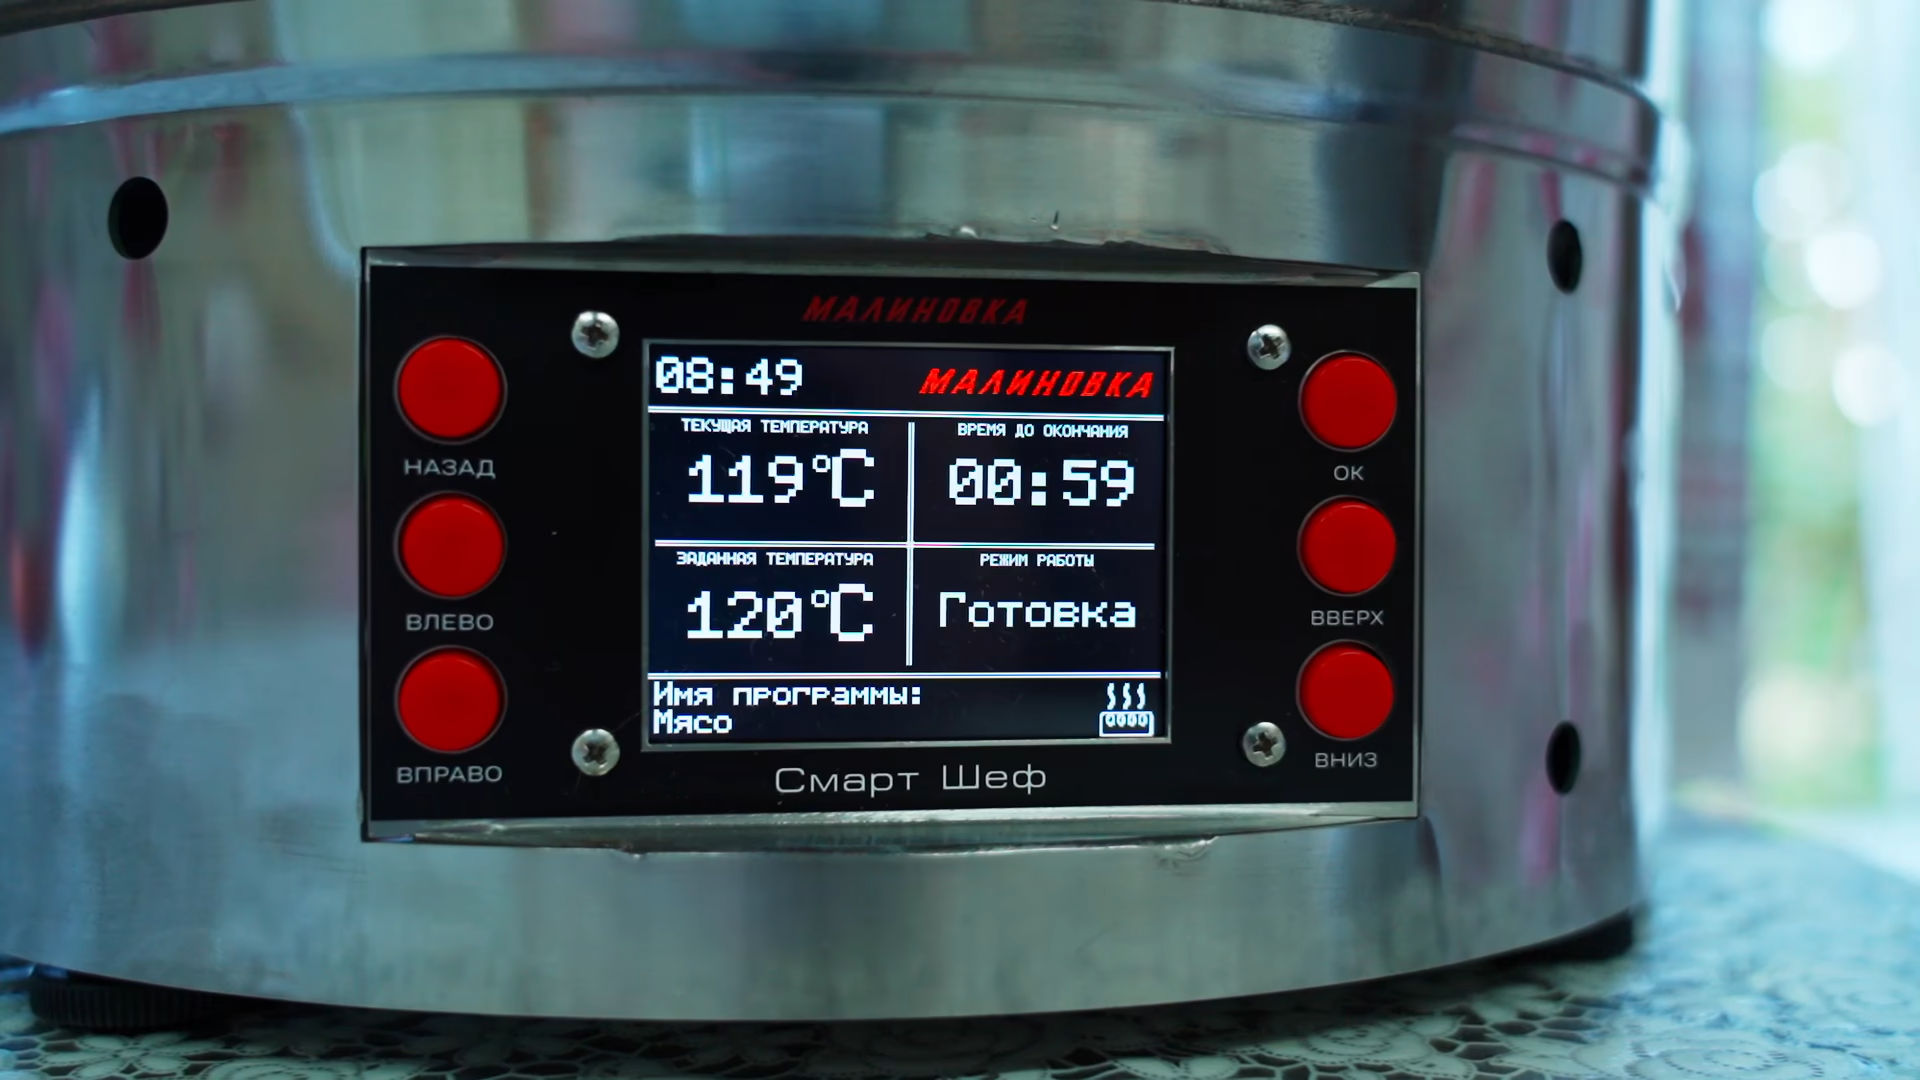 МАЛИНОВКА
08:49 МАЛИНОВКА
ТЕКУЩАЯ ТЕМПЕРАТУРА
119°C
ВРЕМЯ ДО ОКОНЧАНИЯ
00:59
ЗАДАННАЯ ТЕМПЕРАТУРА
120°C
РЕЖИМ РАБОТЫ
Готовка
Имя программы:
Мясо
Смарт Шеф
НАЗАД
ВЛЕВО
ВПРАВО
ОК
ВВЕРХ
ВНИЗ